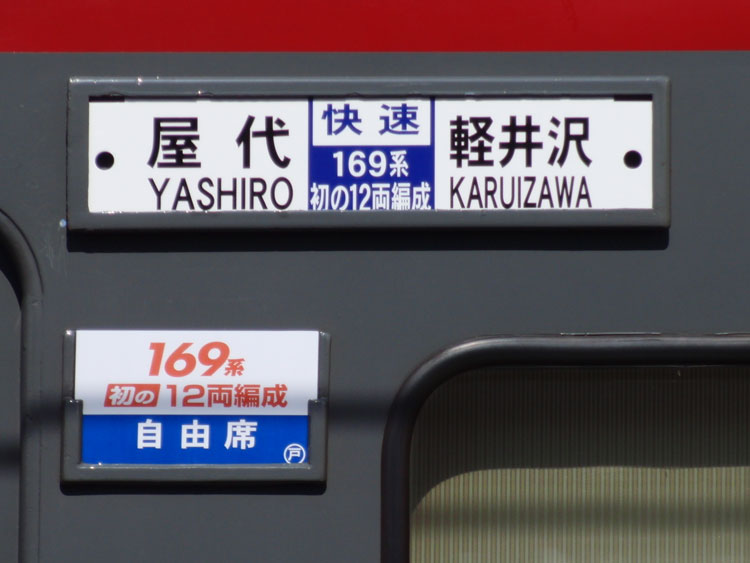 屋代
YASHIRO
快速
169系
初の12両編成
軽井沢
KARUIZAWA
169系
初の12両編成
自由席
戸